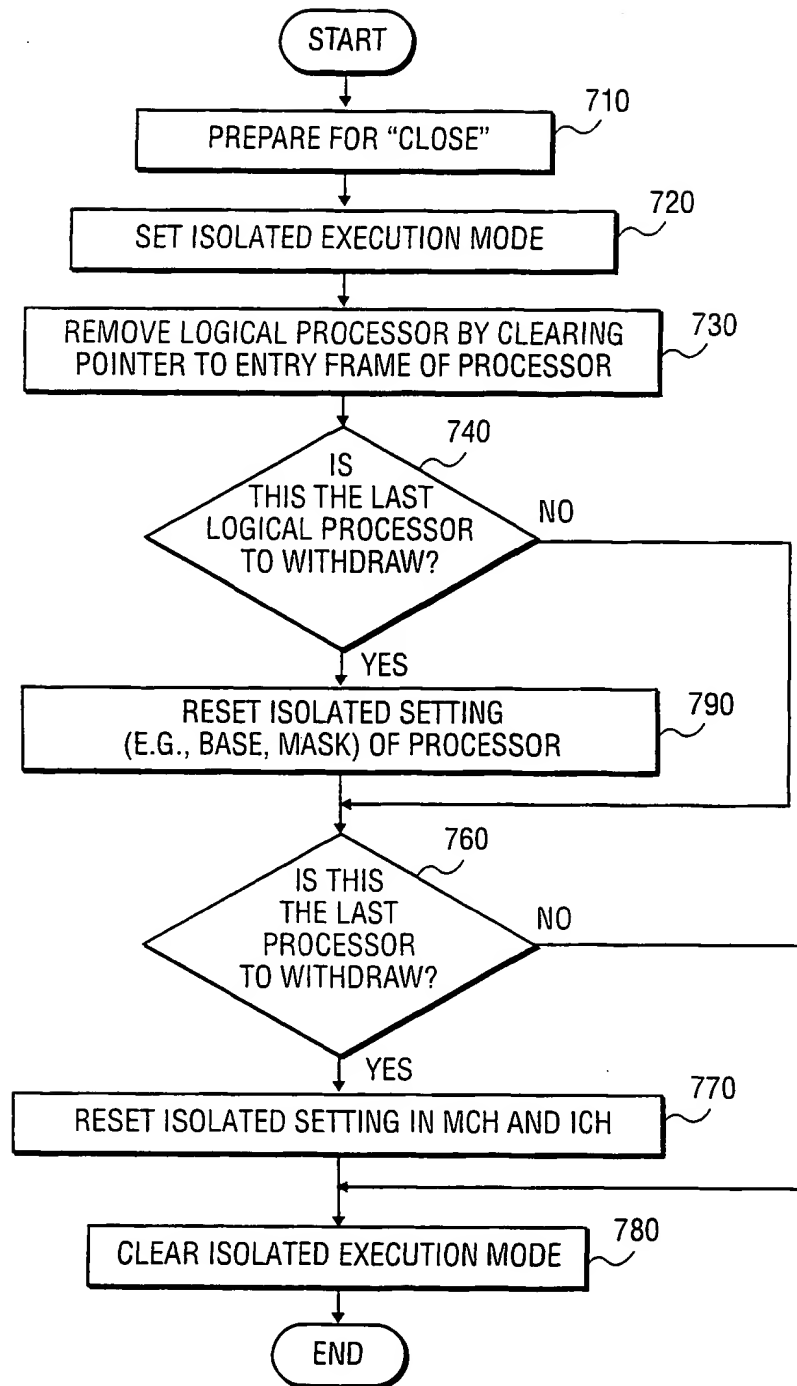 START
710
PREPARE FOR “CLOSE”
720
SET ISOLATED EXECUTION MODE
730
REMOVE LOGICAL PROCESSOR BY CLEARING
POINTER TO ENTRY FRAME OF PROCESSOR
740
IS
THIS THE LAST
LOGICAL PROCESSOR
TO WITHDRAW?
NO
YES
790
RESET ISOLATED SETTING
(E.G., BASE, MASK) OF PROCESSOR
760
IS THIS
THE LAST
PROCESSOR
TO WITHDRAW?
NO
YES
770
RESET ISOLATED SETTING IN MCH AND ICH
780
CLEAR ISOLATED EXECUTION MODE
END